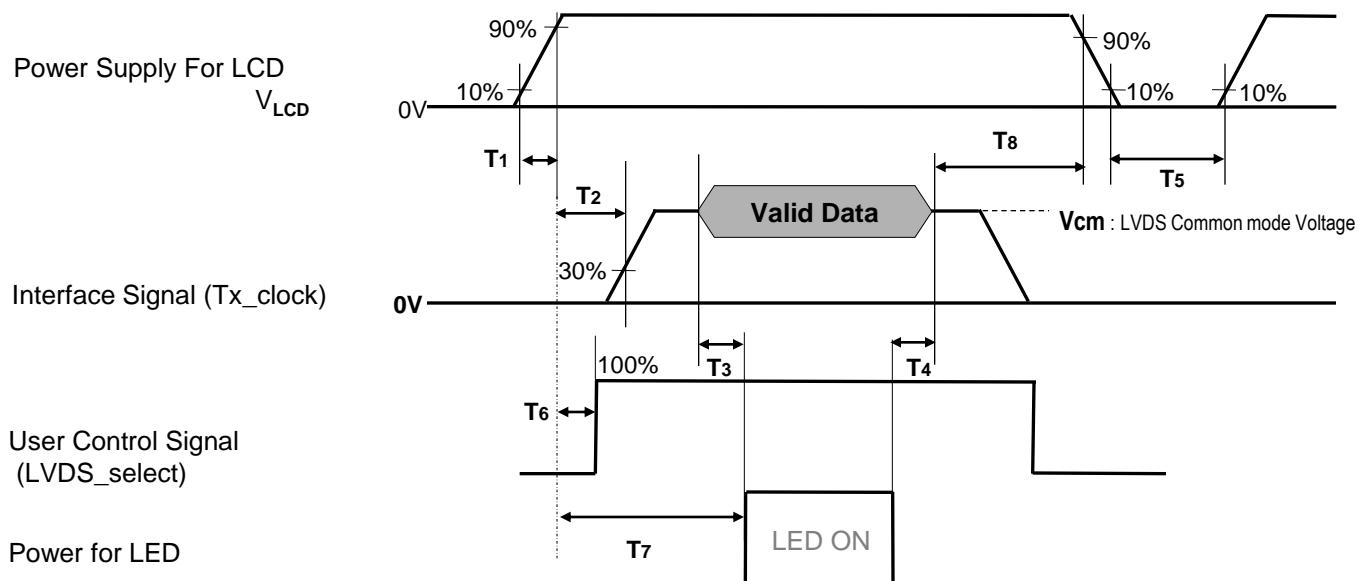 90%
90%
Power Supply For LCD
VLCD
10%
10%
10%
0V
T1
T8
T5
T2
Valid Data
Vcm : LVDS Common mode Voltage
30%
Interface Signal (Tx_clock)
0V
T3
T4
100%
T6
User Control Signal
(LVDS_select)
T7
LED ON
Power for LED